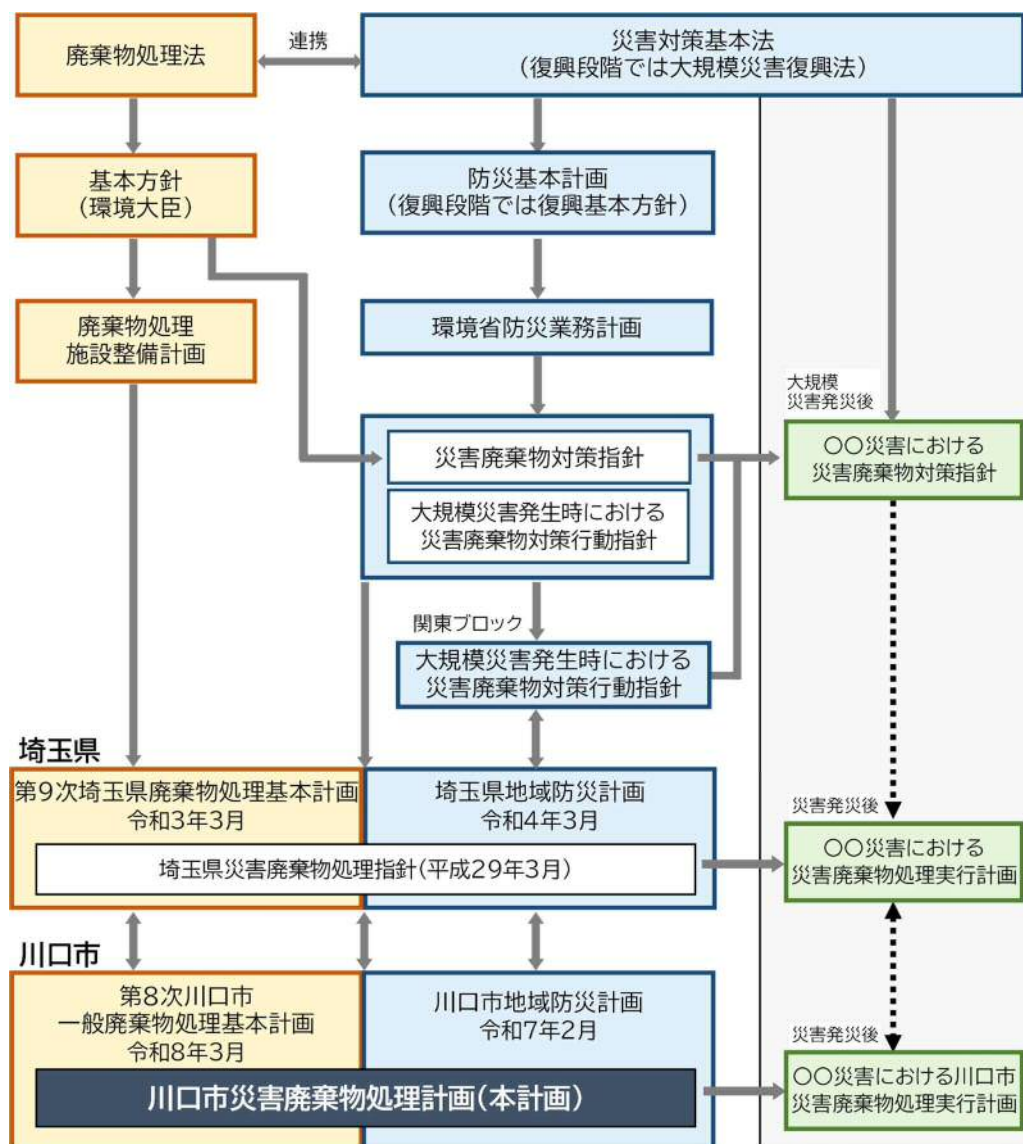 廃棄物処理法
連携
災害対策基本法
(復興段階では大規模災害復興法)
基本方針
(環境大臣)
防災基本計画
(復興段階では復興基本方針)
廃棄物処理
施設整備計画
環境省防災業務計画
大規模
災害発災後
〇〇災害における
災害廃棄物対策指針
災害廃棄物対策指針
大規模災害発生時における
災害廃棄物対策行動指針
関東ブロック
大規模災害発生時における
災害廃棄物対策行動指針
埼玉県
第9次埼玉県廃棄物処理基本計画
令和3年3月
埼玉県地域防災計画
令和4年3月
埼玉県災害廃棄物処理指針(平成29年3月)
災害発災後
〇〇災害における
災害廃棄物処理実行計画
川口市
第8次川口市
一般廃棄物処理基本計画
令和8年3月
川口市地域防災計画
令和7年2月
川口市災害廃棄物処理計画(本計画)
災害発災後
〇〇災害における川口市
災害廃棄物処理実行計画